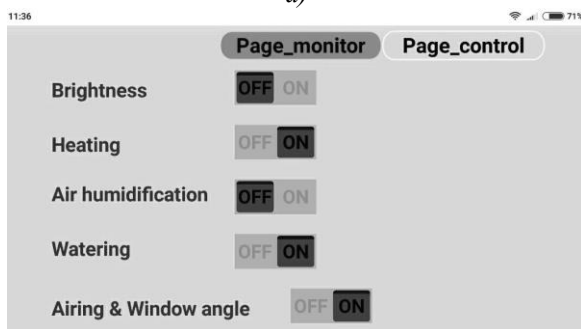 a)
11:36 71%
Page_monitor Page_control
Brightness OFF ON
Heating OFF ON
Air humidification OFF ON
Watering OFF ON
Airing & Window angle OFF ON